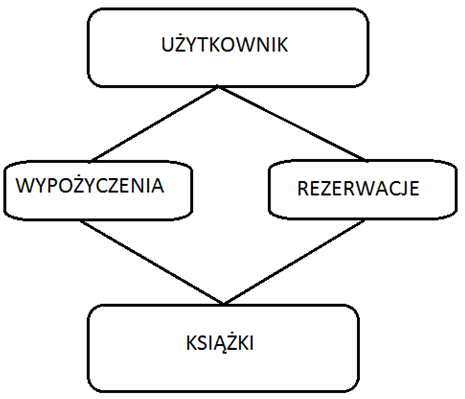 UŻYTKOWNIK
WYPOŻYCZENIA
REZERWACJE
KSIĄŻKI